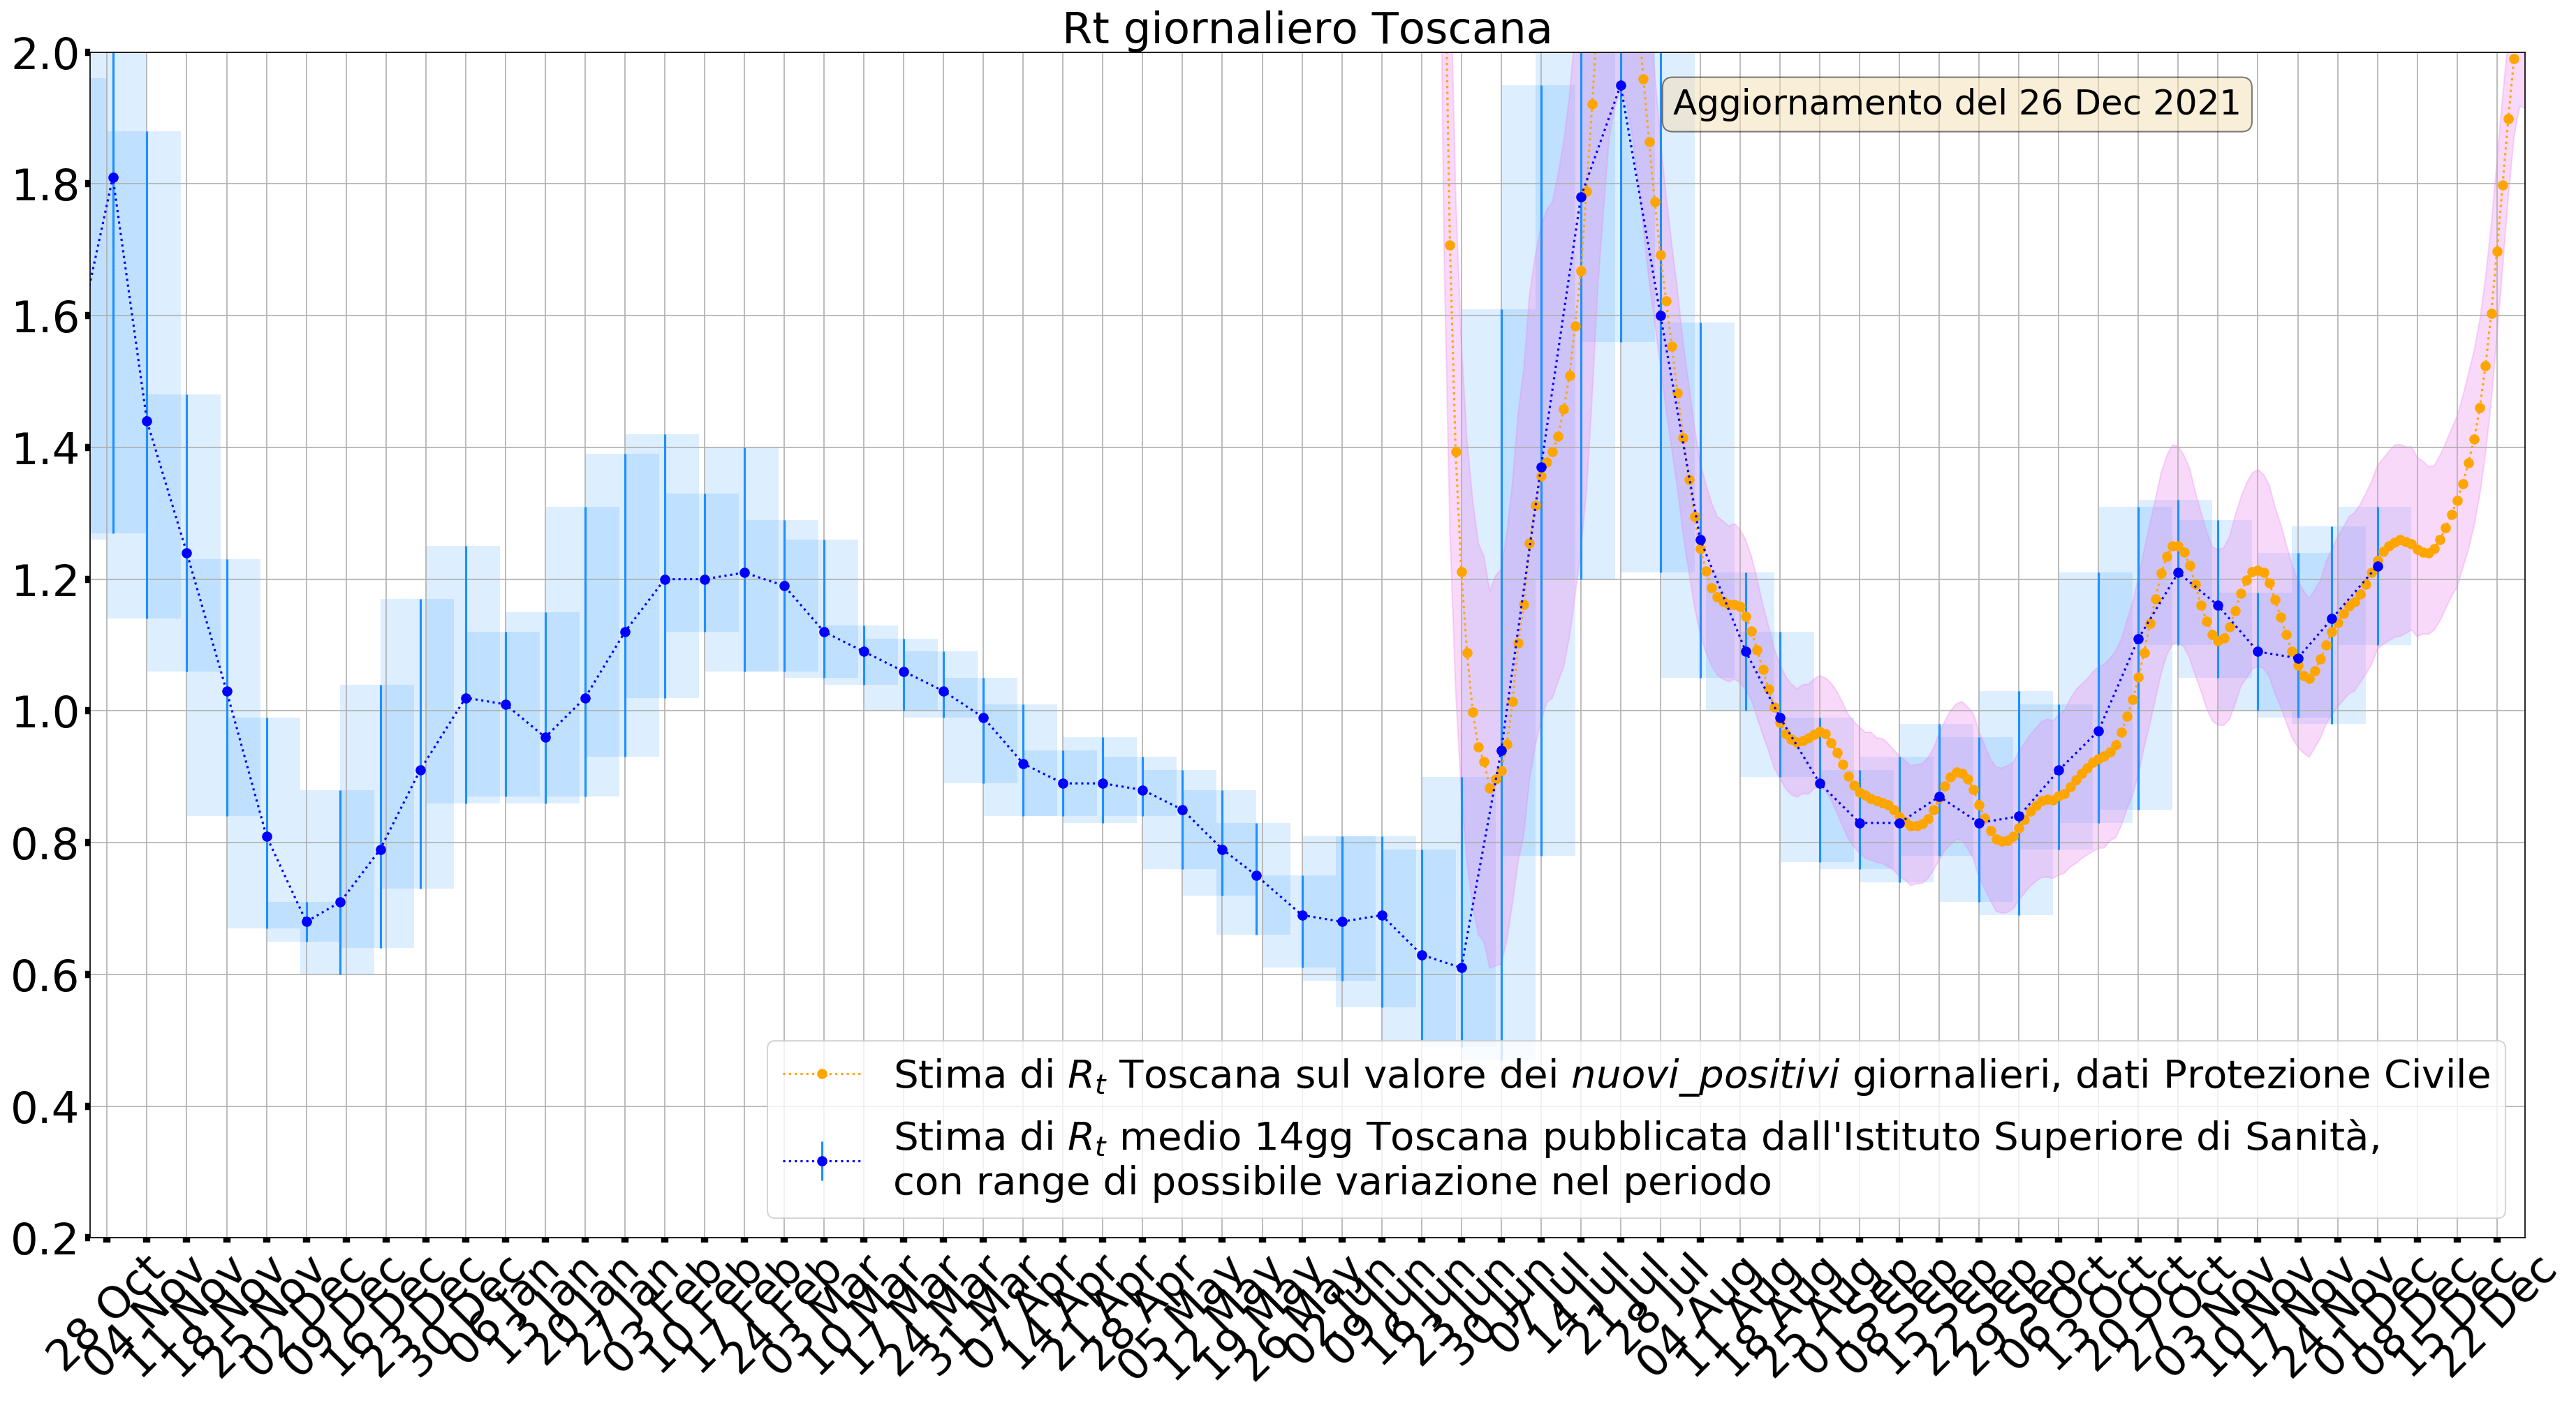 Rt giornaliero Toscana
2.0
Aggiornamento del 26 Dec 2021
1.8
1.6
1.4
1.2
1.0
0.8
0.6
0.4
0.2
Stima di Rt Toscana sul valore dei nuovi_positivi giornalieri, dati Protezione Civile
Stima di Rt medio 14gg Toscana pubblicata dall'Istituto Superiore di Sanità,
con range di possibile variazione nel periodo
28 Oct
04 Nov
11 Nov
18 Nov
25 Nov
02 Dec
09 Dec
16 Dec
23 Dec
30 Dec
06 Jan
13 Jan
20 Jan
27 Jan
03 Feb
10 Feb
17 Feb
24 Feb
03 Mar
10 Mar
17 Mar
24 Mar
31 Mar
07 Apr
14 Apr
21 Apr
28 Apr
05 May
12 May
19 May
26 May
02 Jun
09 Jun
16 Jun
23 Jun
30 Jun
07 Jul
14 Jul
21 Jul
28 Jul
04 Aug
11 Aug
18 Aug
25 Aug
01 Sep
08 Sep
15 Sep
22 Sep
29 Sep
06 Oct
13 Oct
20 Oct
27 Oct
03 Nov
10 Nov
17 Nov
24 Nov
01 Dec
08 Dec
15 Dec
22 Dec